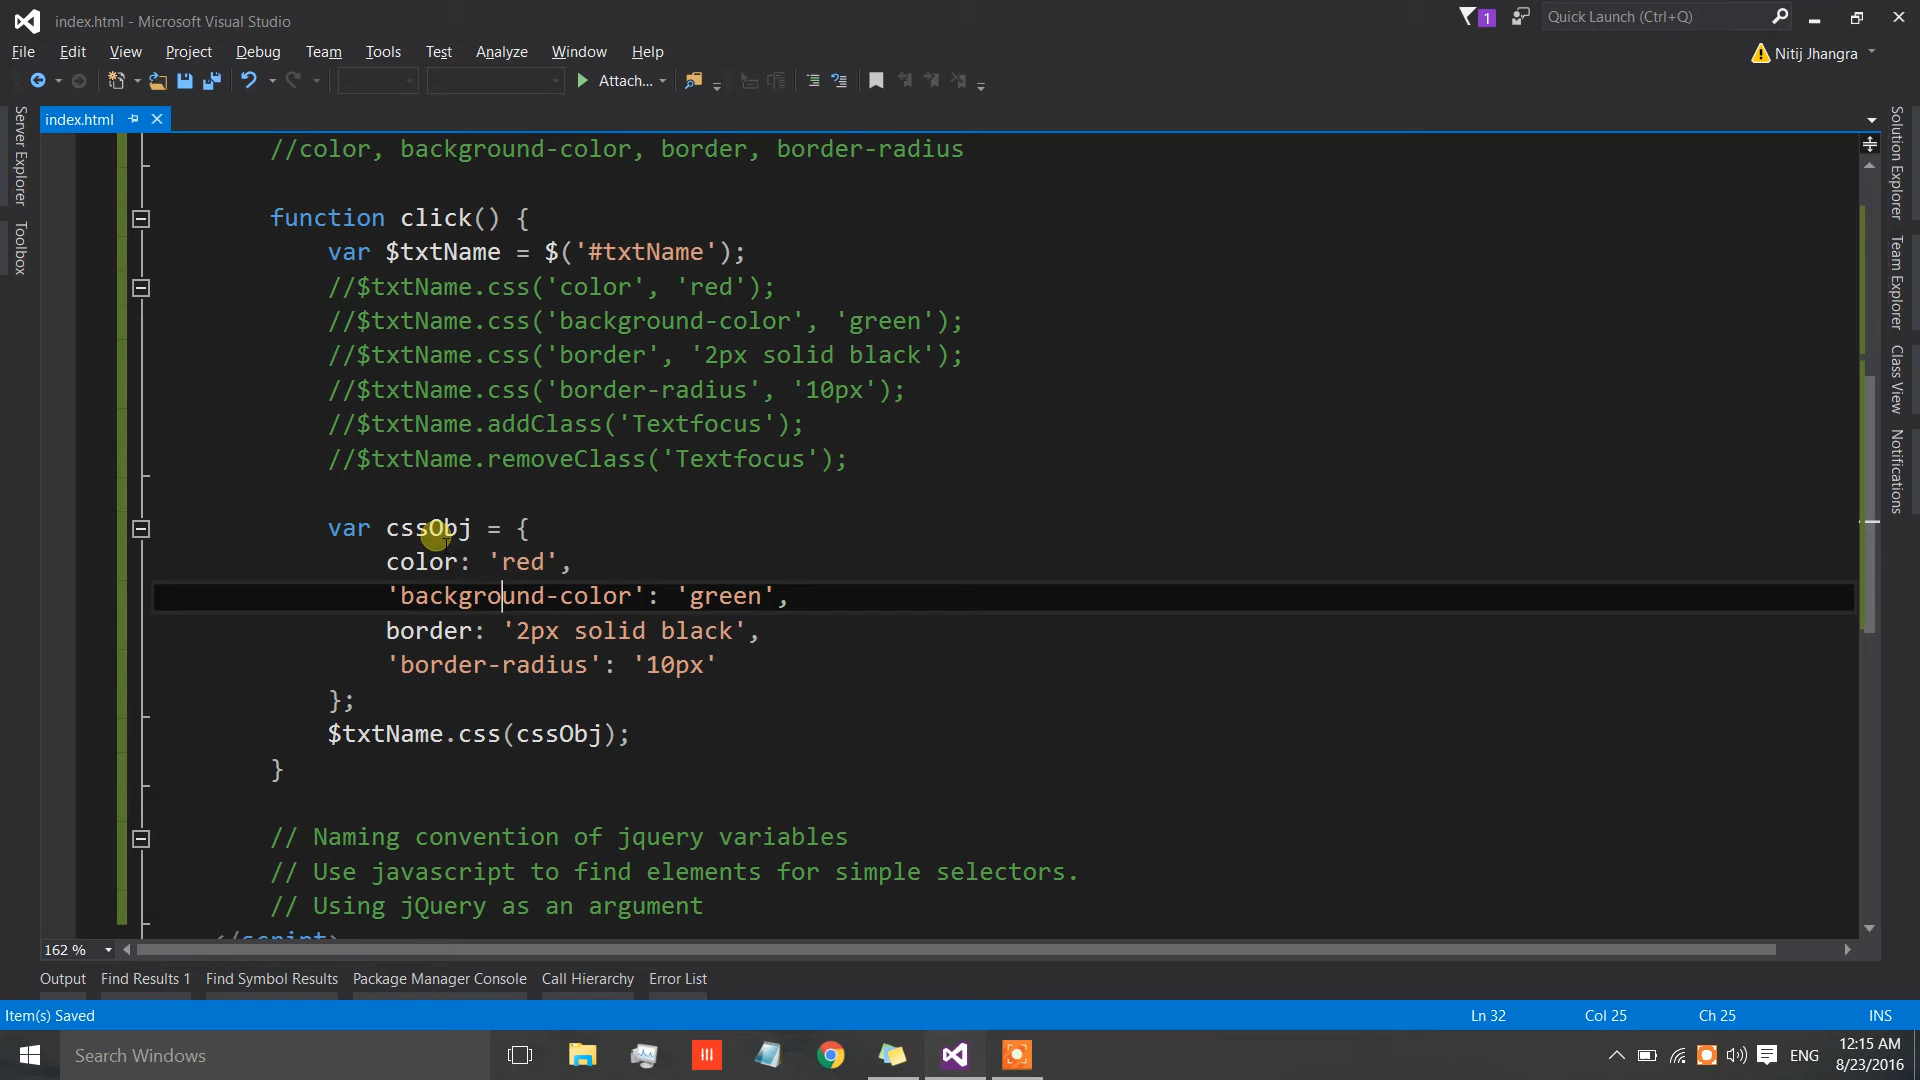 index.html - Microsoft Visual Studio
1
Quick Launch (Ctrl+Q)
File Edit View Project Debug Team Tools Test Analyze Window Help
Nitij Jhangra
Attach...
index.html
Server Explorer
Toolbox
Solution Explorer
Team Explorer
Class View
Notifications
//color, background-color, border, border-radius
function click() {
var $txtName = $('#txtName');
//$txtName.css('color', 'red');
//$txtName.css('background-color', 'green');
//$txtName.css('border', '2px solid black');
//$txtName.css('border-radius', '10px');
//$txtName.addClass('Textfocus');
//$txtName.removeClass('Textfocus');
var cssObj = {
color: 'red',
'background-color': 'green',
border: '2px solid black',
'border-radius': '10px'
};
$txtName.css(cssObj);
}
// Naming convention of jquery variables
// Use javascript to find elements for simple selectors.
// Using jQuery as an argument
</script>
162 %
Output Find Results 1 Find Symbol Results Package Manager Console Call Hierarchy Error List
Item(s) Saved Ln 32 Col 25 Ch 25 INS
Search Windows
ENG
12:15 AM
8/23/2016